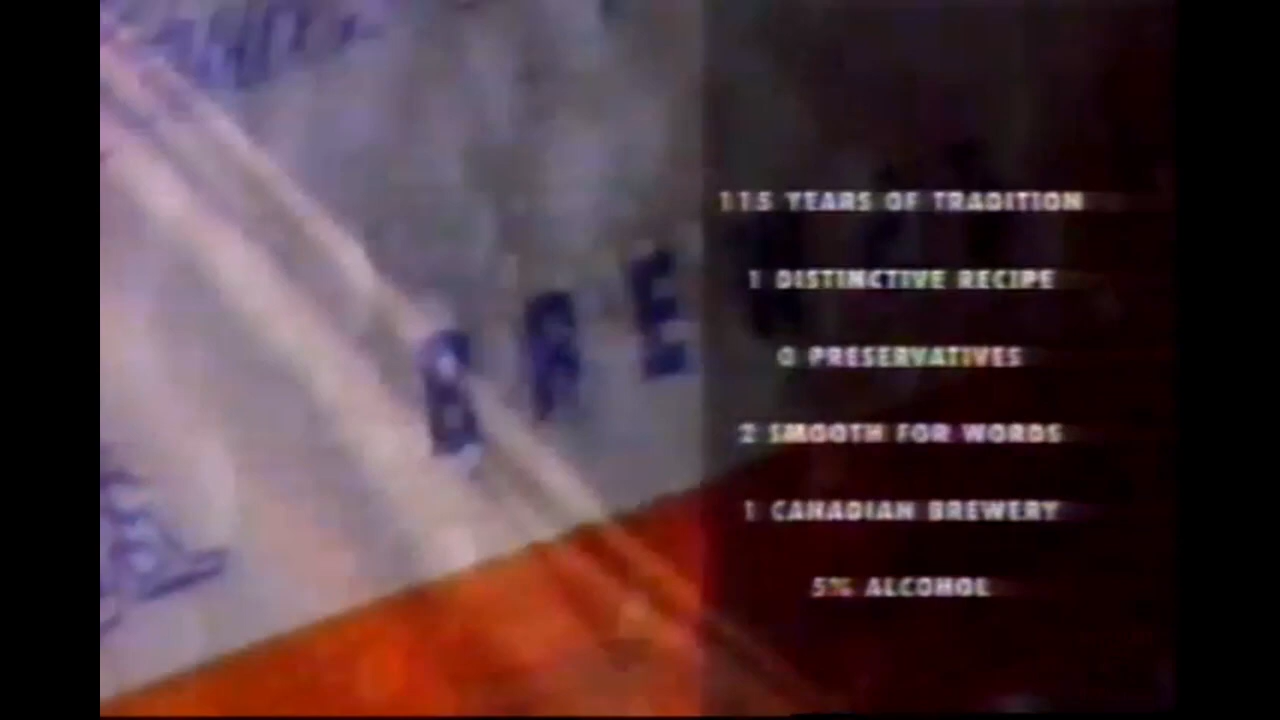 115 YEARS OF TRADITION
1 DISTINCTIVE RECIPE
0 PRESERVATIVES
2 SMOOTH FOR WORDS
1 CANADIAN BREWERY
5% ALCOHOL